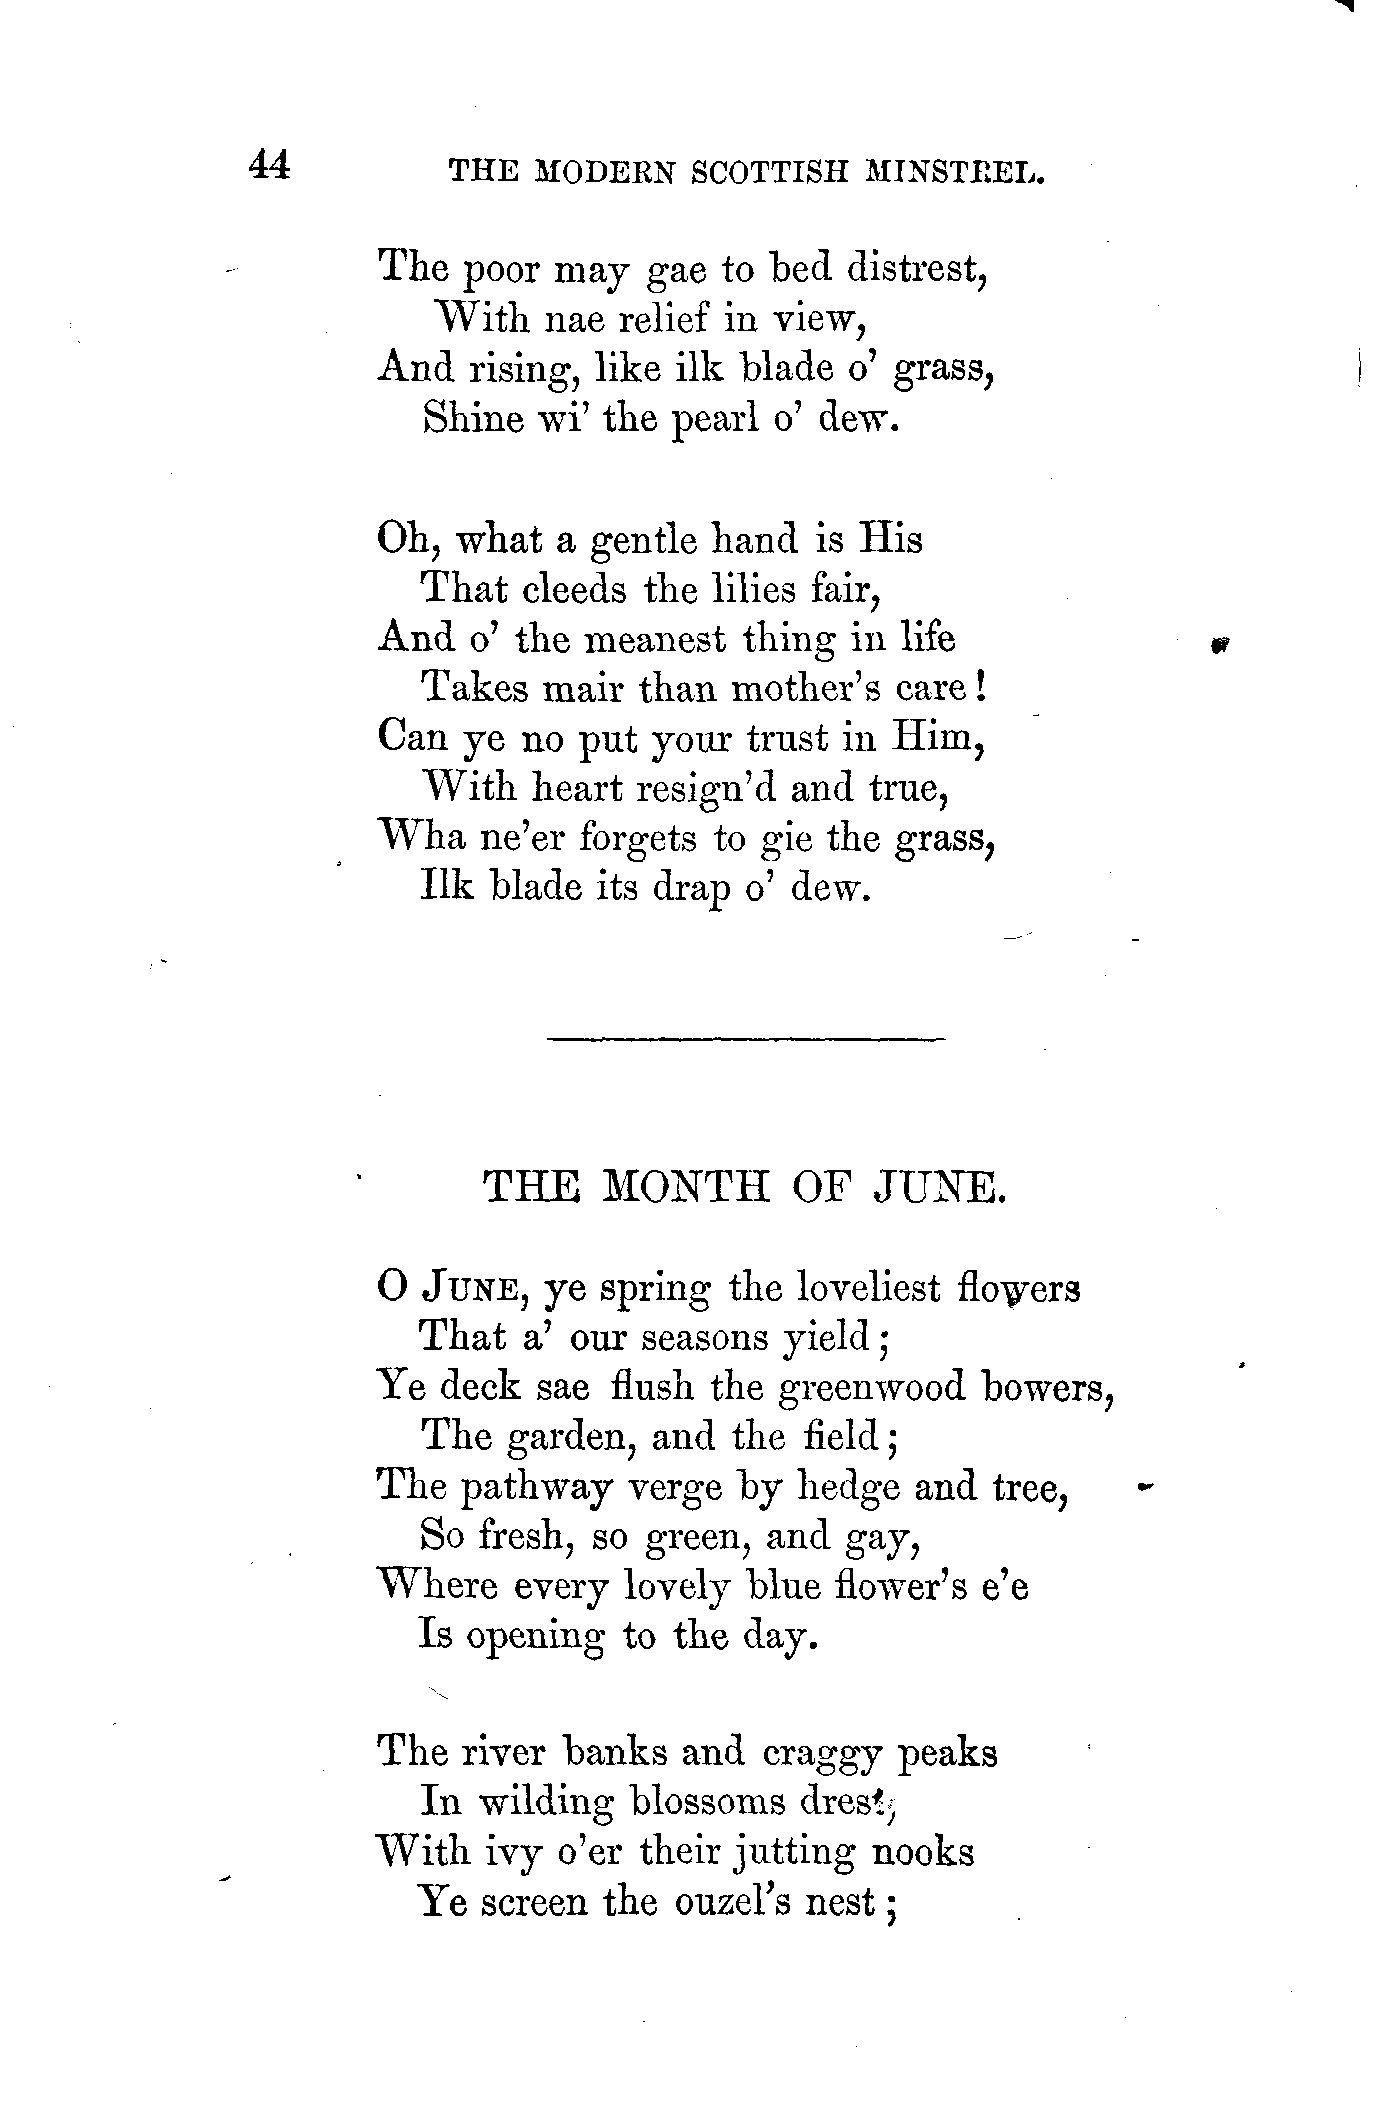 44 THE MODERN SCOTTISH MINSTREL.
The poor may gae to bed distrest,
With nae relief in view,
And rising, like ilk blade o' grass,
Shine wi' the pearl o' dew.
Oh, what a gentle hand is His
That cleeds the lilies fair,
And o' the meanest thing in life
Takes mair than mother's care!
Can ye no put your trust in Him,
With heart resign'd and true,
Wha ne'er forgets to gie the grass,
Ilk blade its drap o' dew.
THE MONTH OF JUNE.
O JUNE, ye spring the loveliest flowers
That a' our seasons yield;
Ye deck sae flush the greenwood bowers,
The garden, and the field;
The pathway verge by hedge and tree,
So fresh, so green, and gay,
Where every lovely blue flower's e'e
Is opening to the day.
The river banks and craggy peaks
In wilding blossoms drest,
With ivy o'er their jutting nooks
Ye screen the ouzel's nest;